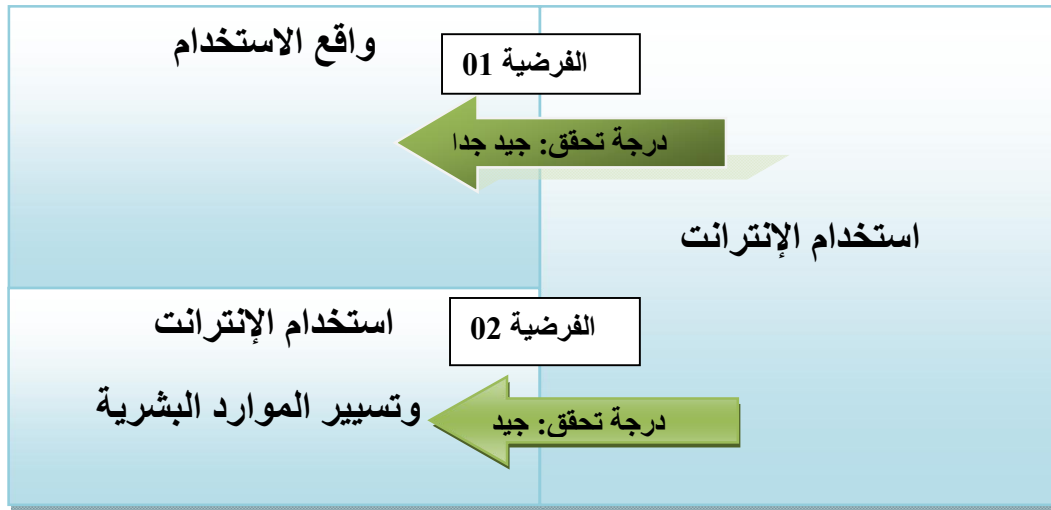 استخدام الإنترانت
الفرضية 01
درجة تحقق: جيد جدا
واقع الاستخدام
الفرضية 02
درجة تحقق: جيد
استخدام الإنترانت
وتسيير الموارد البشرية